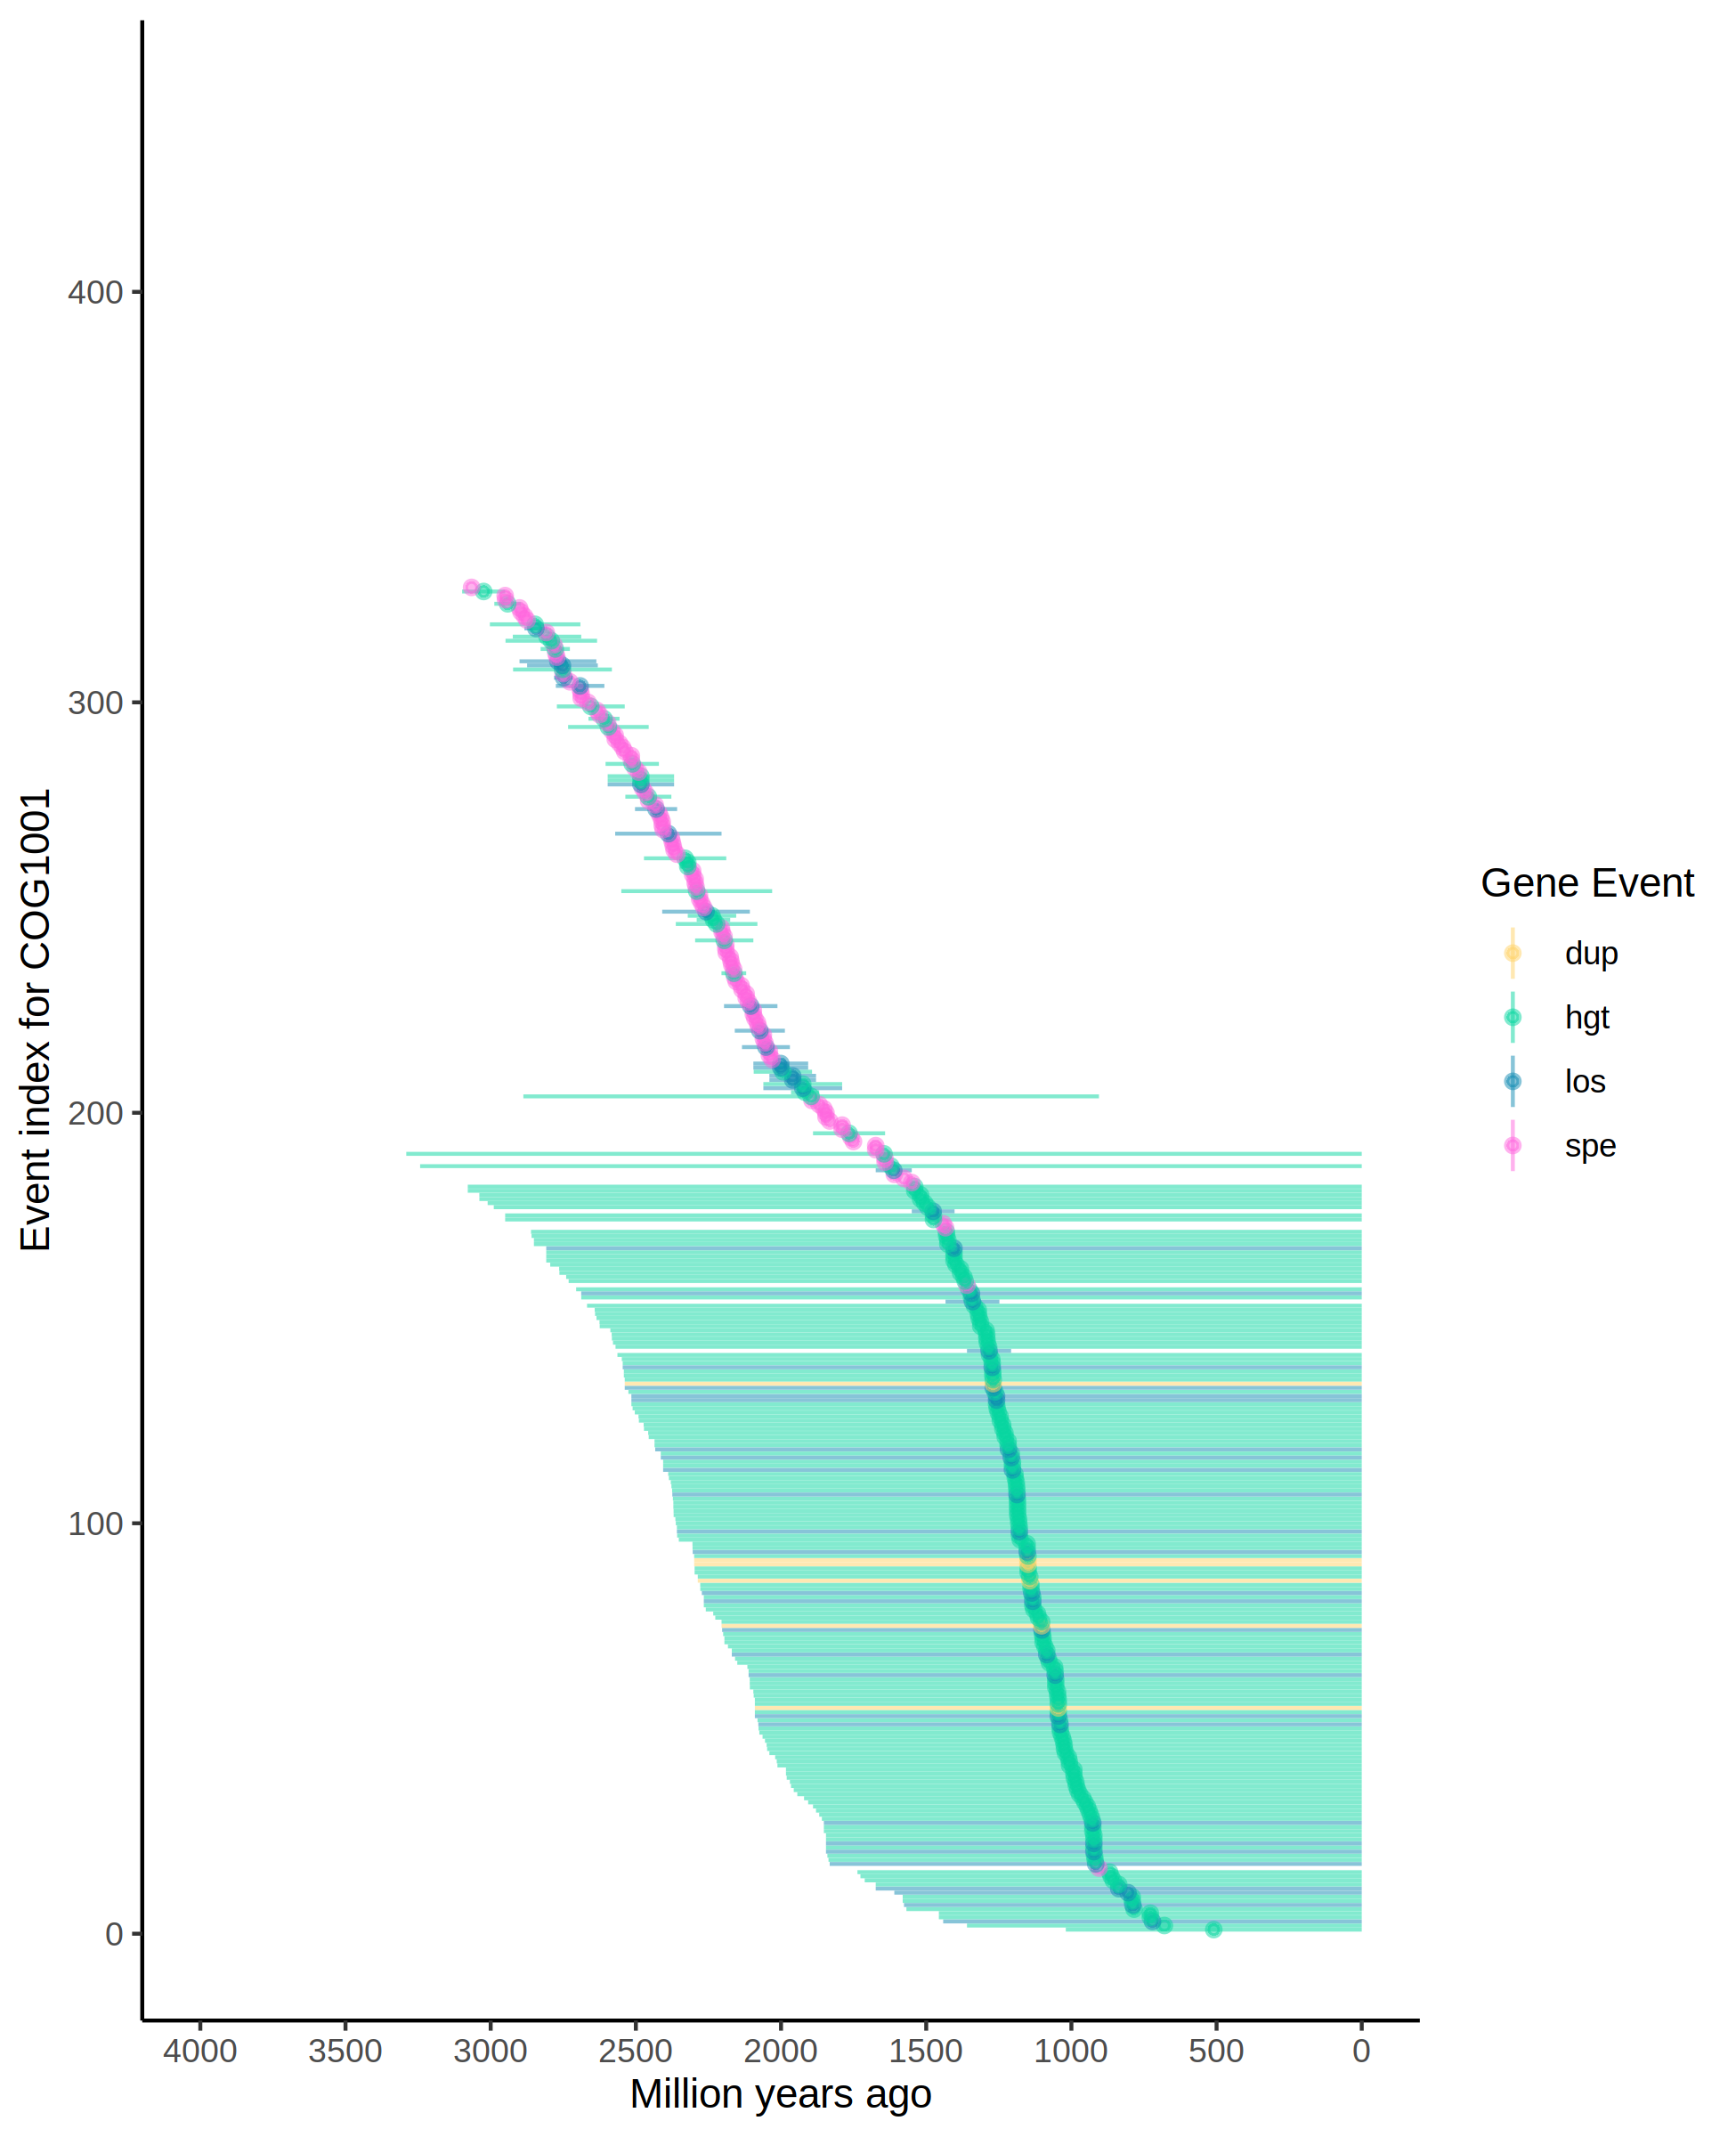 Event index for COG1001
400
300
200
100
0
4000 3500 3000 2500 2000 1500 1000 500 0
Million years ago
Gene Event
dup
hgt
los
spe